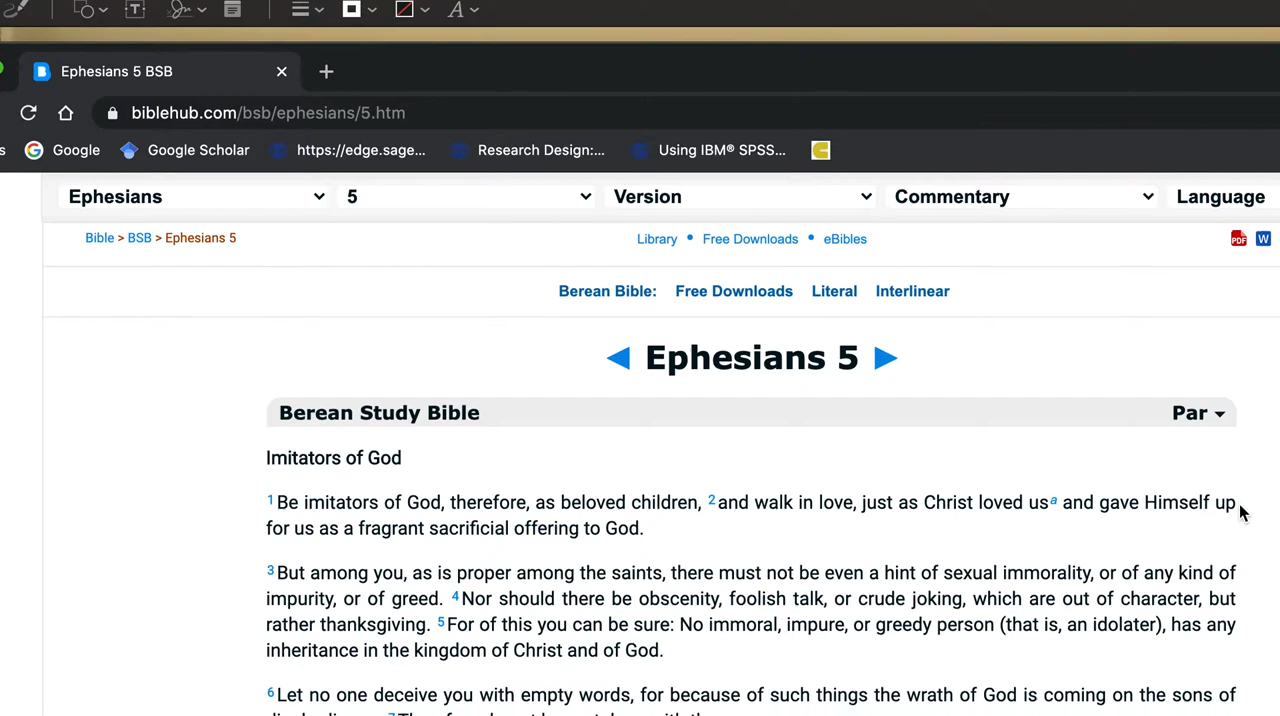 Ephesians 5 BSB
biblehub.com/bsb/ephesians/5.htm
s Google Google Scholar https://edge.sage... Research Design:... Using IBM® SPSS...
Ephesians 5 Version Commentary Language
Bible > BSB > Ephesians 5 Library • Free Downloads • eBibles PDF W
Berean Bible: Free Downloads Literal Interlinear
◄ Ephesians 5 ►
Berean Study Bible Par
Imitators of God
1 Be imitators of God, therefore, as beloved children, 2 and walk in love, just as Christ loved us a and gave Himself up
for us as a fragrant sacrificial offering to God.
3 But among you, as is proper among the saints, there must not be even a hint of sexual immorality, or of any kind of
impurity, or of greed. 4 Nor should there be obscenity, foolish talk, or crude joking, which are out of character, but
rather thanksgiving. 5 For of this you can be sure: No immoral, impure, or greedy person (that is, an idolater), has any
inheritance in the kingdom of Christ and of God.
6 Let no one deceive you with empty words, for because of such things the wrath of God is coming on the sons of